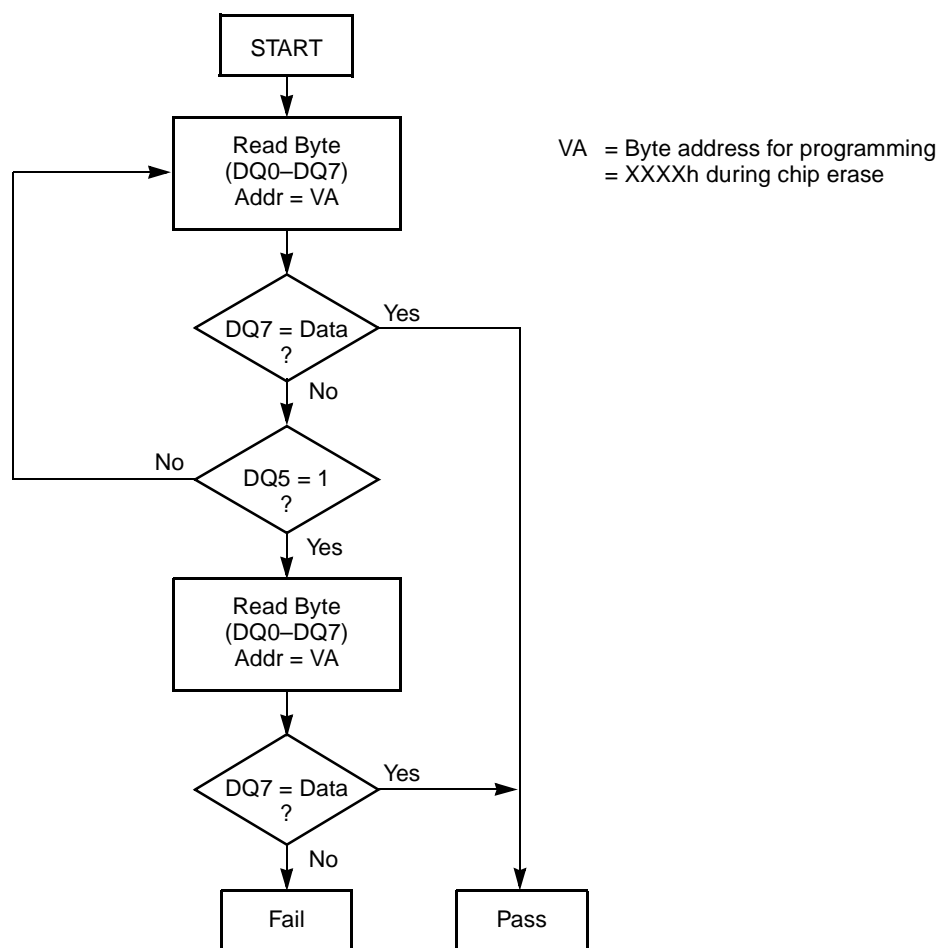 START
Read Byte
(DQ0–DQ7)
Addr = VA
VA = Byte address for programming
= XXXXh during chip erase
DQ7 = Data
?
Yes
No
DQ5 = 1
?
No
Yes
Read Byte
(DQ0–DQ7)
Addr = VA
DQ7 = Data
?
Yes
No
Fail
Pass